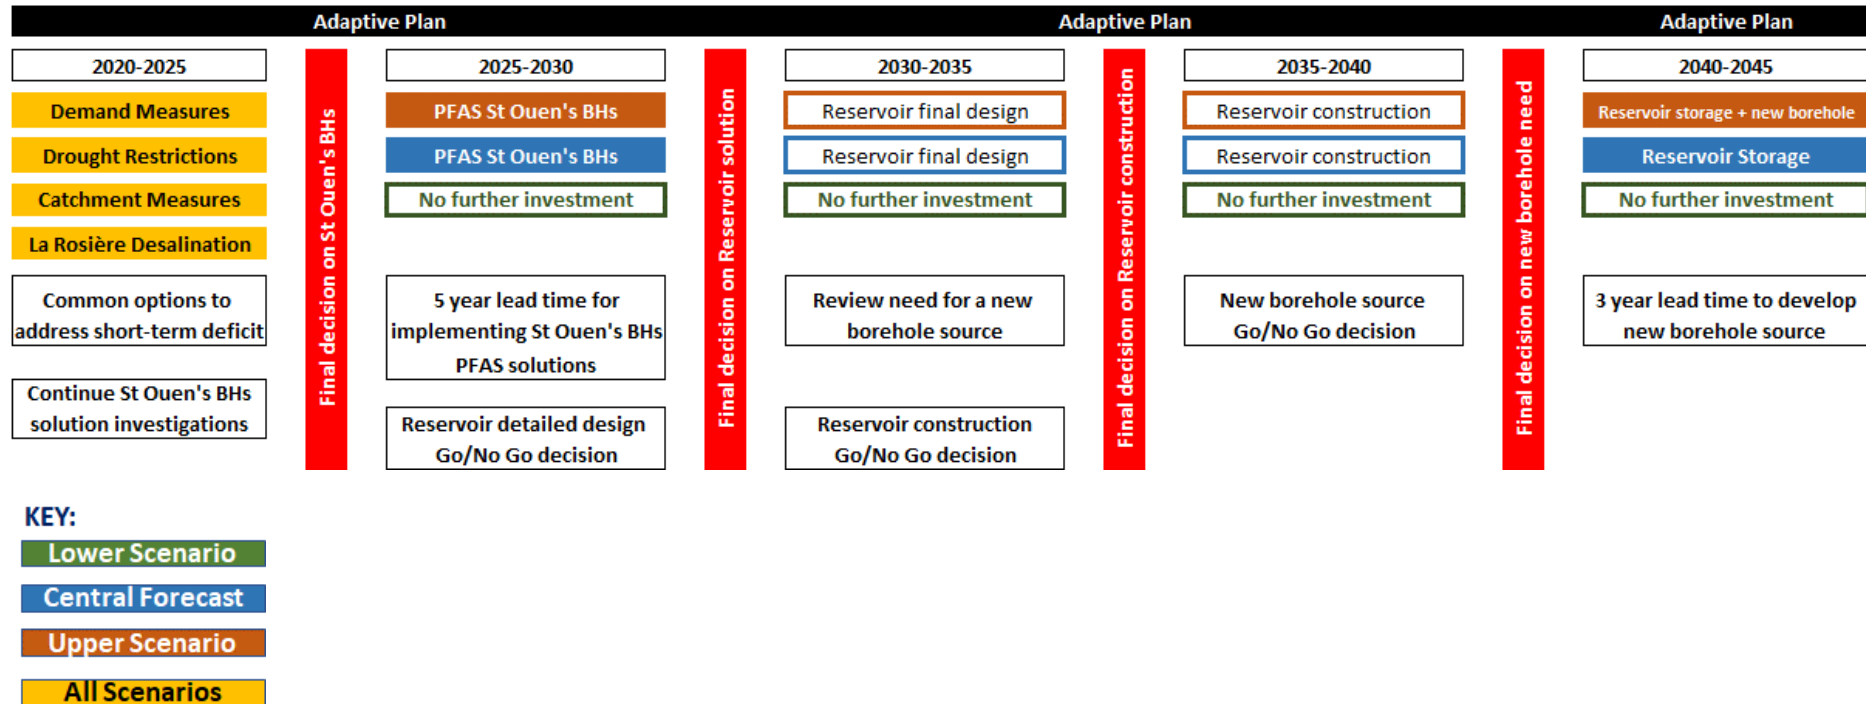 Adaptive Plan
Adaptive Plan
Adaptive Plan
2020-2025
Demand Measures
Drought Restrictions
Catchment Measures
La Rosière Desalination
Common options to
address short-term deficit
Continue St Ouen's BHs
solution investigations
Final decision on St Ouen's BHs
2025-2030
PFAS St Ouen's BHs
PFAS St Ouen's BHs
No further investment
5 year lead time for
implementing St Ouen's BHs
PFAS solutions
Reservoir detailed design
Go/No Go decision
Final decision on Reservoir solution
2030-2035
Reservoir final design
Reservoir final design
No further investment
Review need for a new
borehole source
Reservoir construction
Go/No Go decision
Final decision on Reservoir construction
2035-2040
Reservoir construction
Reservoir construction
No further investment
New borehole source
Go/No Go decision
Final decision on new borehole need
2040-2045
Reservoir storage + new borehole
Reservoir Storage
No further investment
3 year lead time to develop
new borehole source
KEY:
Lower Scenario
Central Forecast
Upper Scenario
All Scenarios